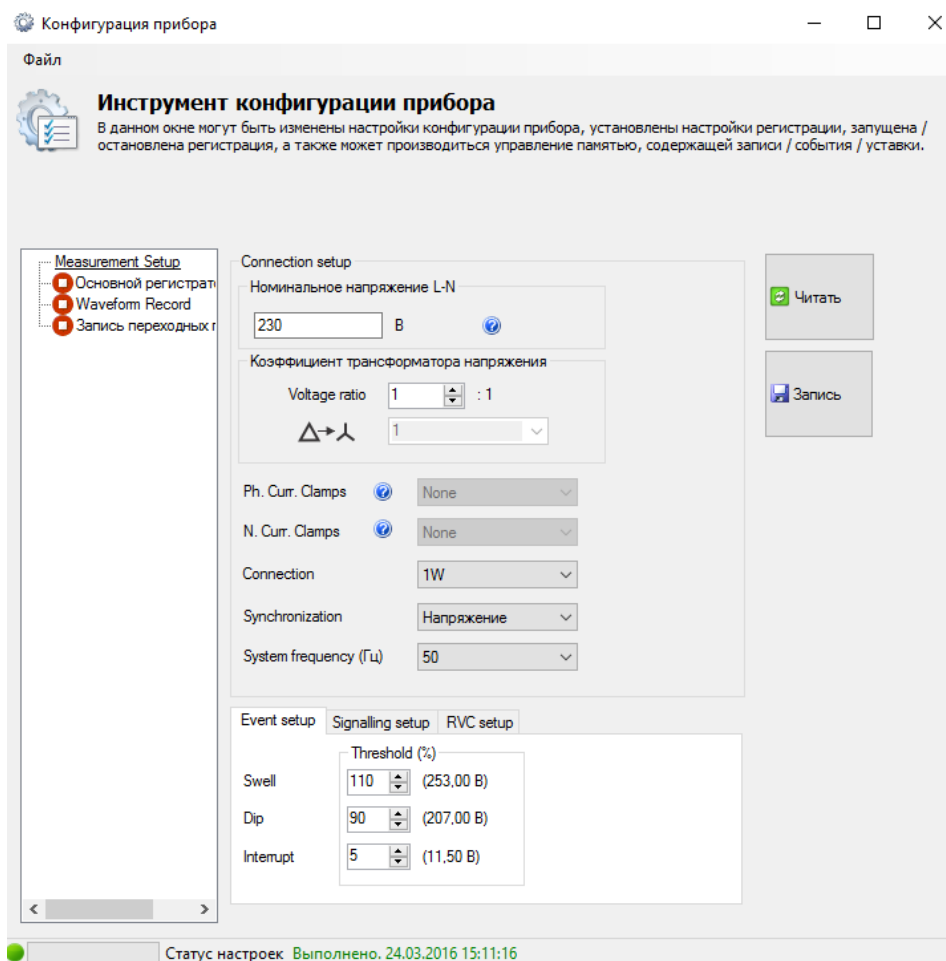 Конфигурация прибора
Файл
Инструмент конфигурации прибора
В данном окне могут быть изменены настройки конфигурации прибора, установлены настройки регистрации, запущена /
остановлена регистрация, а также может производиться управление памятью, содержащей записи / события / уставки.
Measurement Setup
Основной регистрат
Waveform Record
Запись переходных г
Connection setup
Номинальное напряжение L-N
230 В
Коэффициент трансформатора напряжения
Voltage ratio 1 : 1
1
Ph. Curr. Clamps None
N. Curr. Clamps None
Connection 1W
Synchronization Напряжение
System frequency (Гц) 50
Читать
Запись
Event setup Signalling setup RVC setup
Threshold (%)
Swell 110 (253,00 В)
Dip 90 (207,00 В)
Interrupt 5 (11,50 В)
Статус настроек Выполнено. 24.03.2016 15:11:16